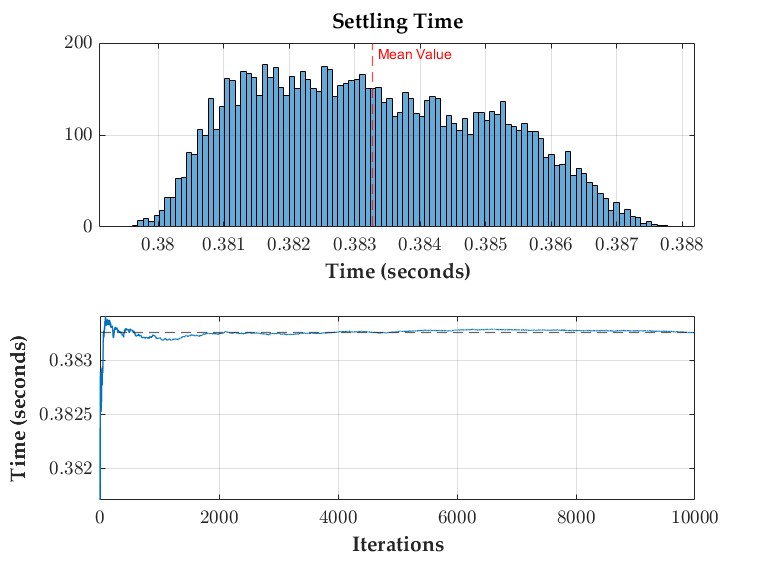 Settling Time
200
Mean Value
100
0
0.38 0.381 0.382 0.383 0.384 0.385 0.386 0.387 0.388
Time (seconds)
Time (seconds)
0.383
0.3825
0.382
0 2000 4000 6000 8000 10000
Iterations